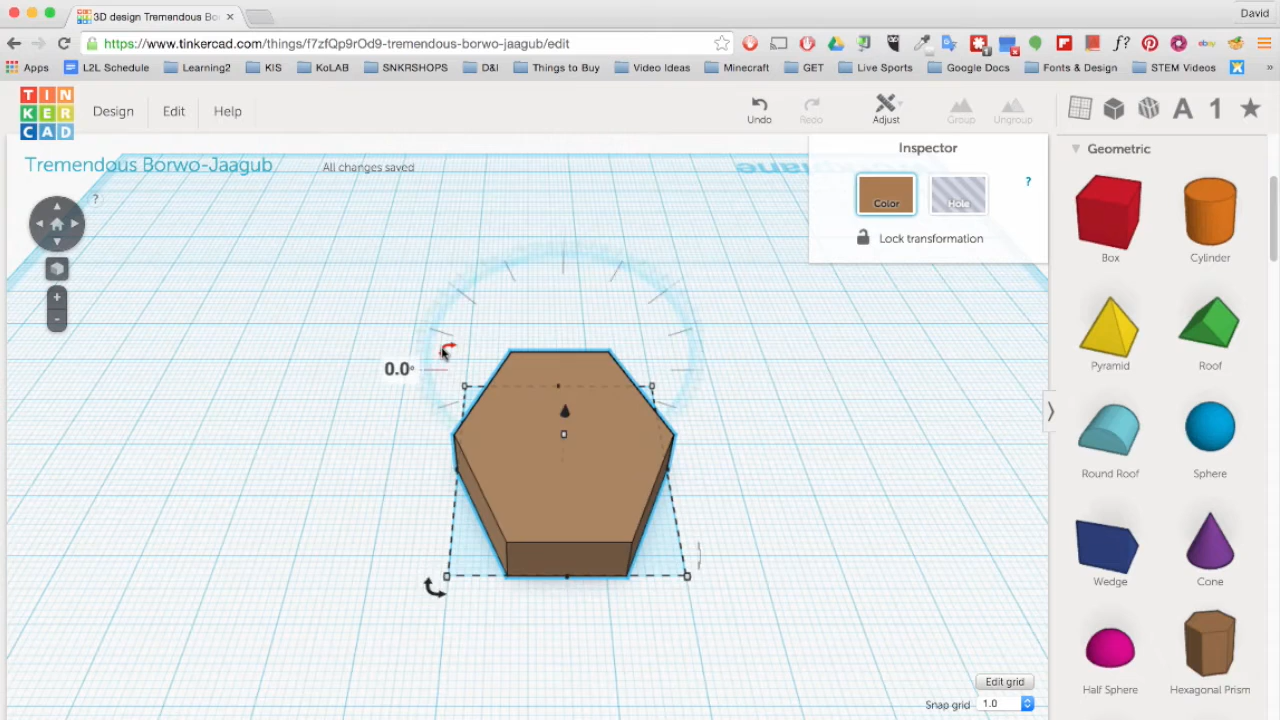 3D design Tremendous Bo
David
https://www.tinkercad.com/things/f7zfQp9rOd9-tremendous-borwo-jaagub/edit
Apps L2L Schedule Learning2 KIS KoLAB SNKRSHOPS D&I Things to Buy Video Ideas Minecraft GET Live Sports Google Docs Fonts & Design STEM Videos »
TIN
KER
CAD
Design Edit Help
Undo Redo Adjust Group Ungroup
Tremendous Borwo-Jaagub
All changes saved
?
Inspector
Color Hole ?
Lock transformation
0.0°
Edit grid
Snap grid 1.0
Geometric
Box Cylinder
Pyramid Roof
Round Roof Sphere
Wedge Cone
Half Sphere Hexagonal Prism